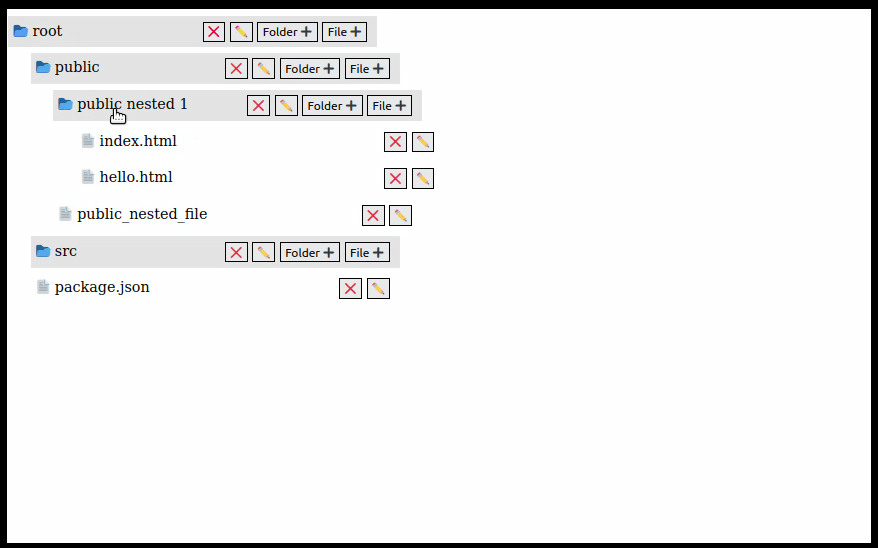 root Folder + File +
public Folder + File +
public nested 1 Folder + File +
index.html
hello.html
public_nested_file
src Folder + File +
package.json